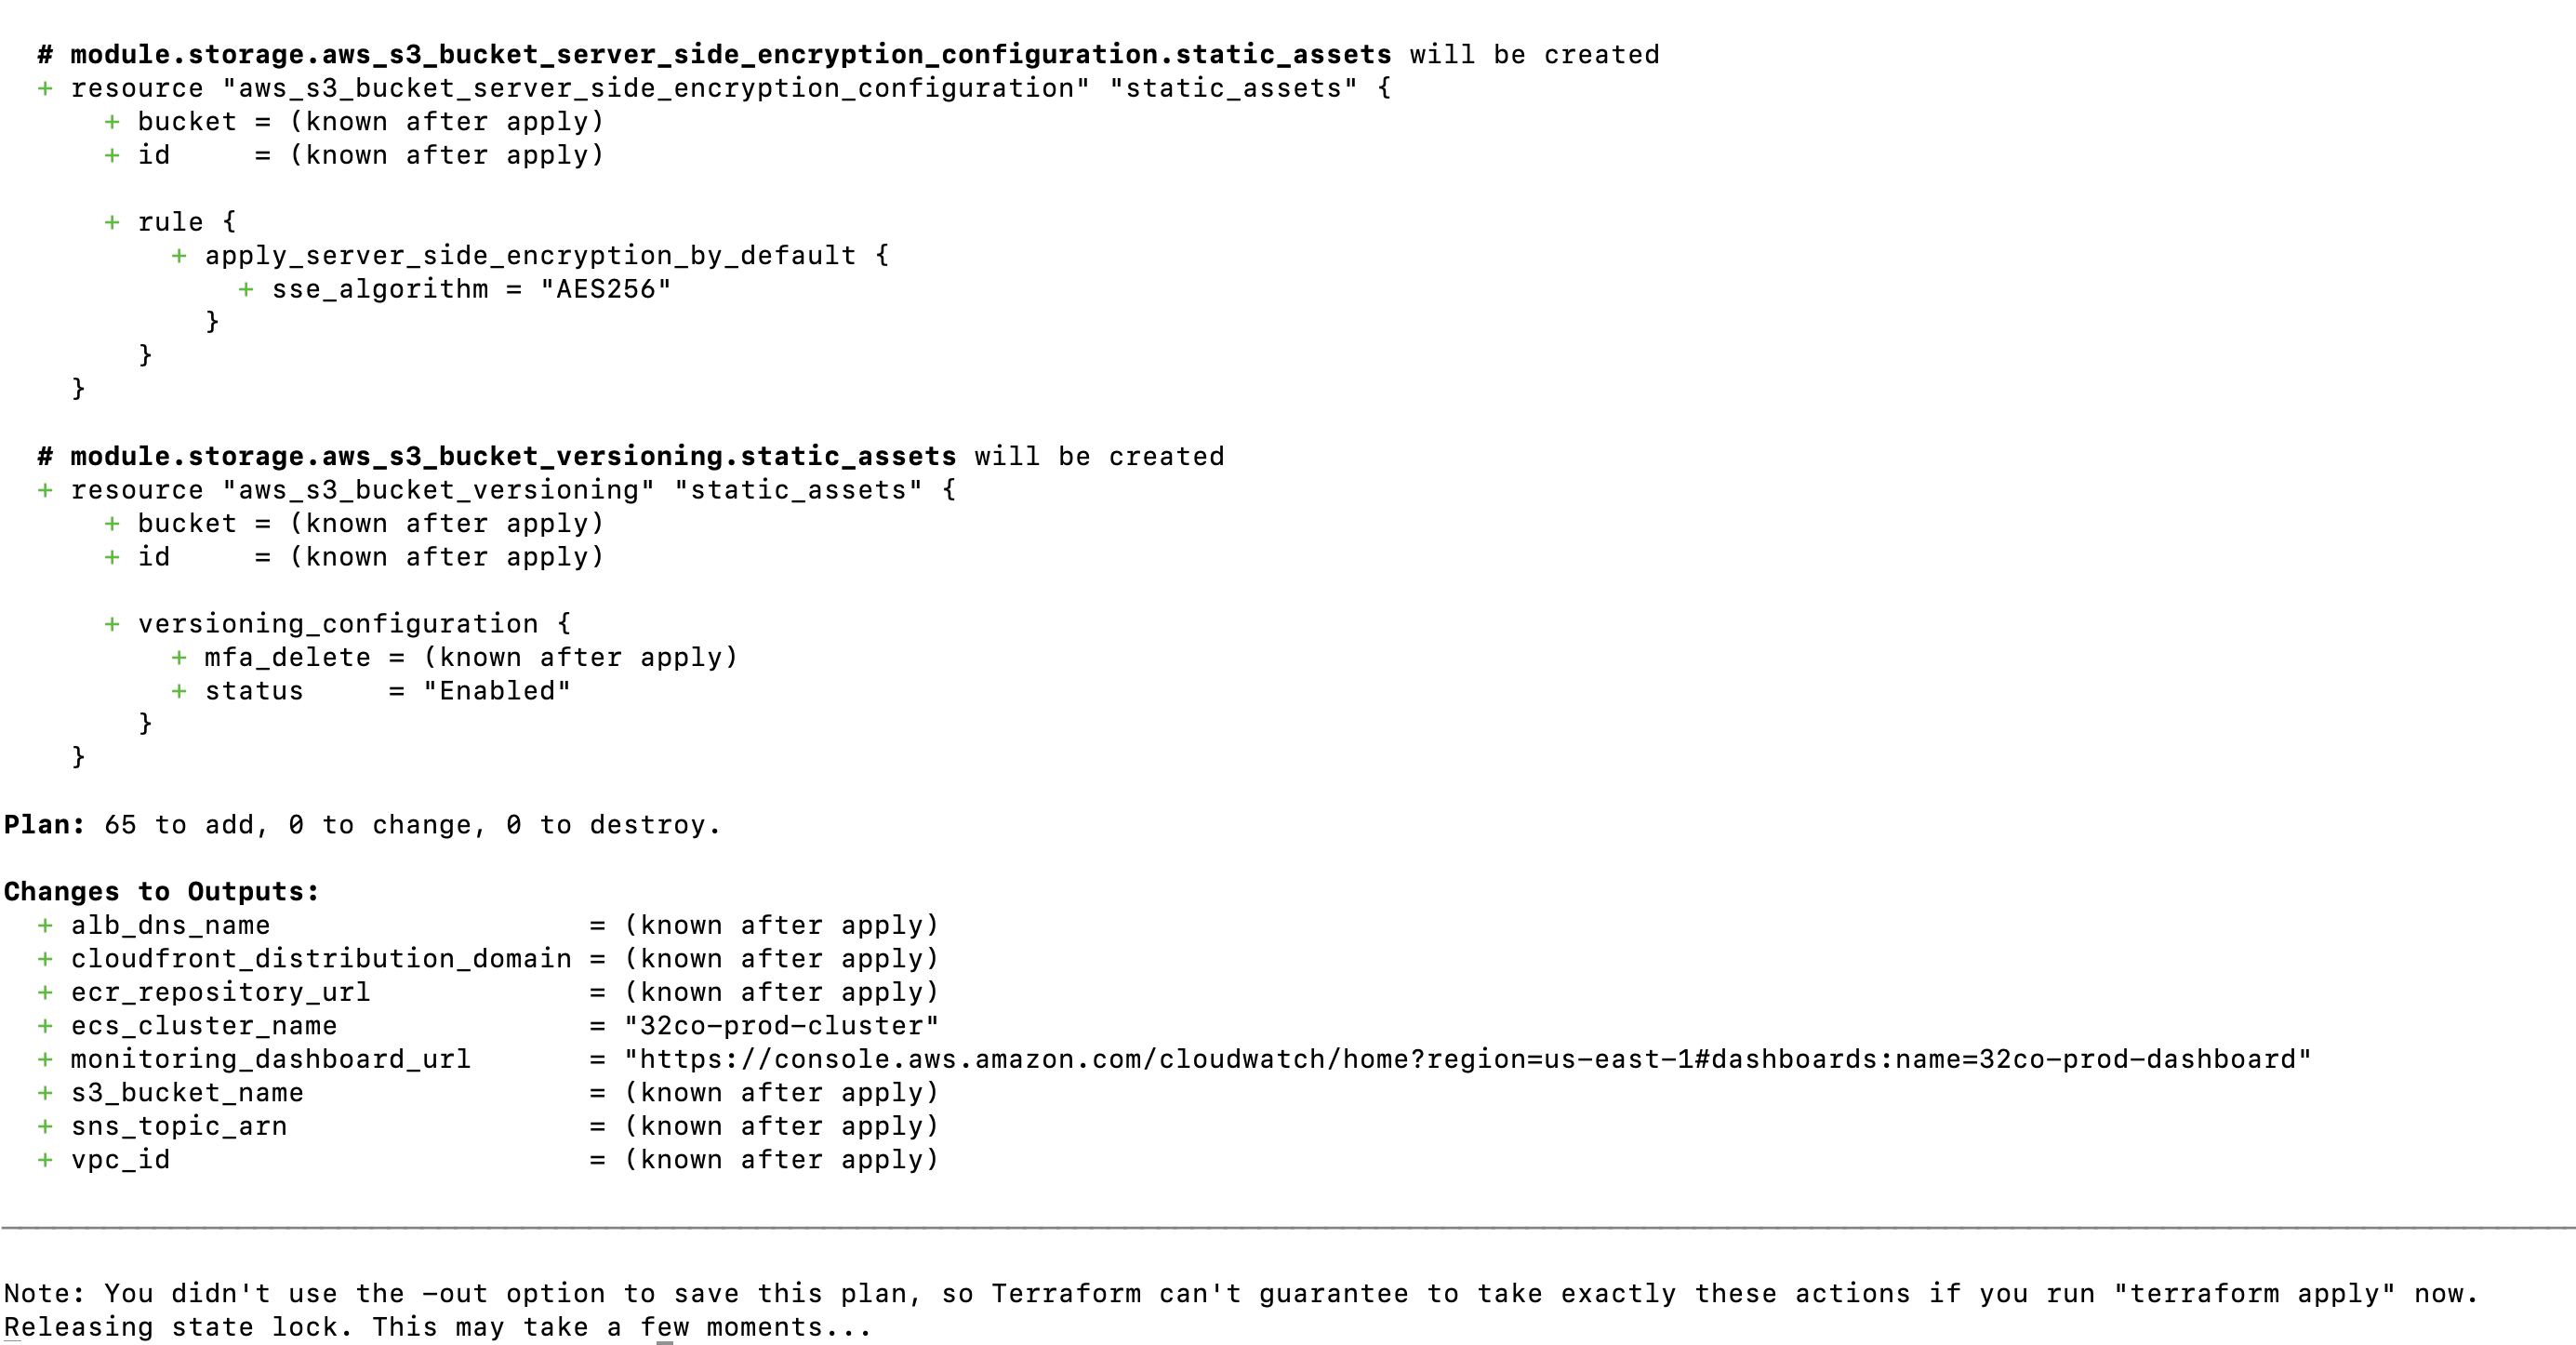 # module.storage.aws_s3_bucket_server_side_encryption_configuration.static_assets will be created
+ resource "aws_s3_bucket_server_side_encryption_configuration" "static_assets" {
+ bucket = (known after apply)
+ id     = (known after apply)
+ rule {
+ apply_server_side_encryption_by_default {
+ sse_algorithm = "AES256"
}
}
}
# module.storage.aws_s3_bucket_versioning.static_assets will be created
+ resource "aws_s3_bucket_versioning" "static_assets" {
+ bucket = (known after apply)
+ id     = (known after apply)
+ versioning_configuration {
+ mfa_delete = (known after apply)
+ status     = "Enabled"
}
}
Plan: 65 to add, 0 to change, 0 to destroy.
Changes to Outputs:
+ alb_dns_name                   = (known after apply)
+ cloudfront_distribution_domain = (known after apply)
+ ecr_repository_url             = (known after apply)
+ ecs_cluster_name               = "32co-prod-cluster"
+ monitoring_dashboard_url       = "https://console.aws.amazon.com/cloudwatch/home?region=us-east-1#dashboards:name=32co-prod-dashboard"
+ s3_bucket_name                 = (known after apply)
+ sns_topic_arn                  = (known after apply)
+ vpc_id                         = (known after apply)
Note: You didn't use the -out option to save this plan, so Terraform can't guarantee to take exactly these actions if you run "terraform apply" now.
Releasing state lock. This may take a few moments...